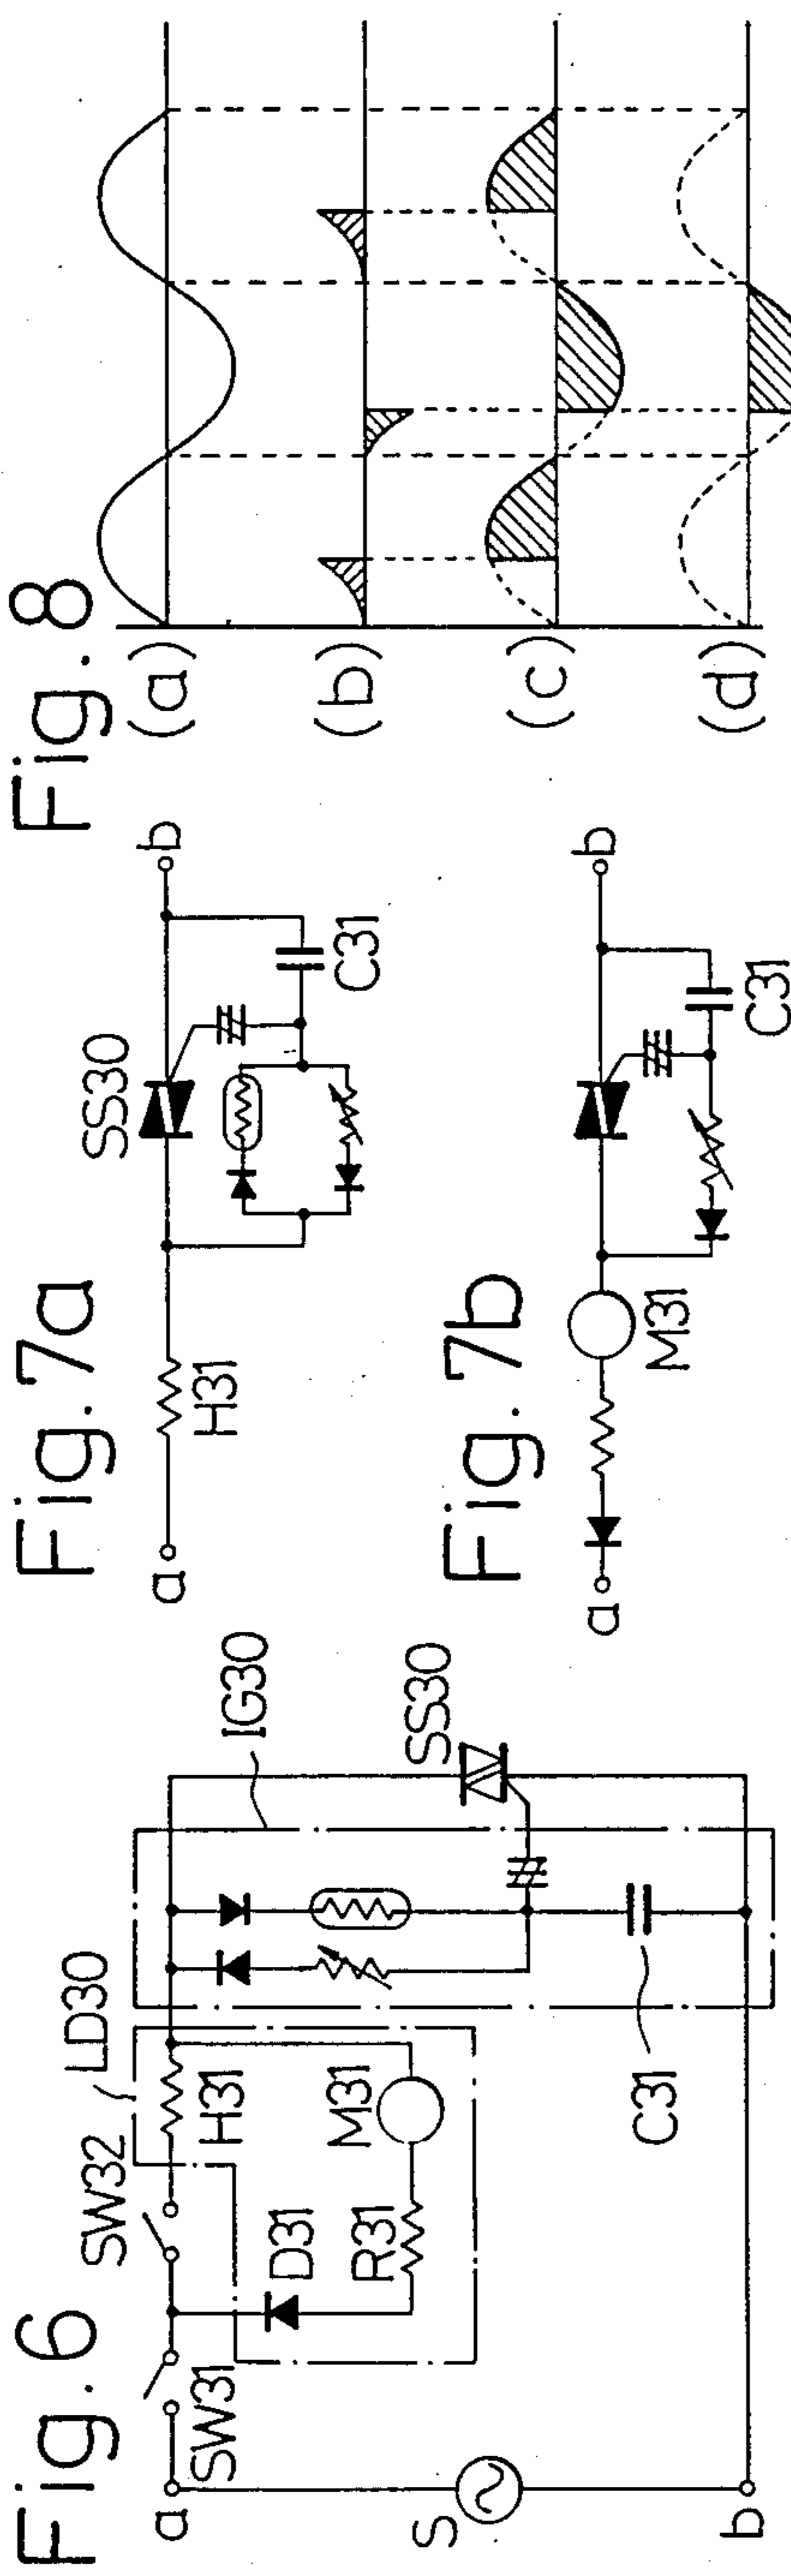 Fig. 6
a
SW31
SW32
LD30
H31
D31
R31
M31
S
b
IG30
SS30
C31
Fig. 7a
a
H31
SS30
C31
b
Fig. 7b
a
M31
C31
b
Fig. 8
(a)
(b)
(c)
(d)